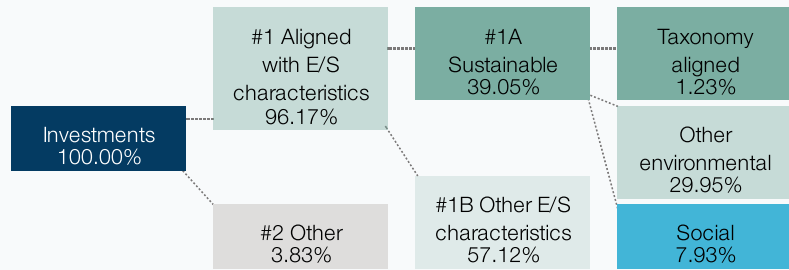 Investments
100.00%
#1 Aligned
with E/S
characteristics
96.17%
#2 Other
3.83%
#1A
Sustainable
39.05%
#1B Other E/S
characteristics
57.12%
Taxonomy
aligned
1.23%
Other
environmental
29.95%
Social
7.93%